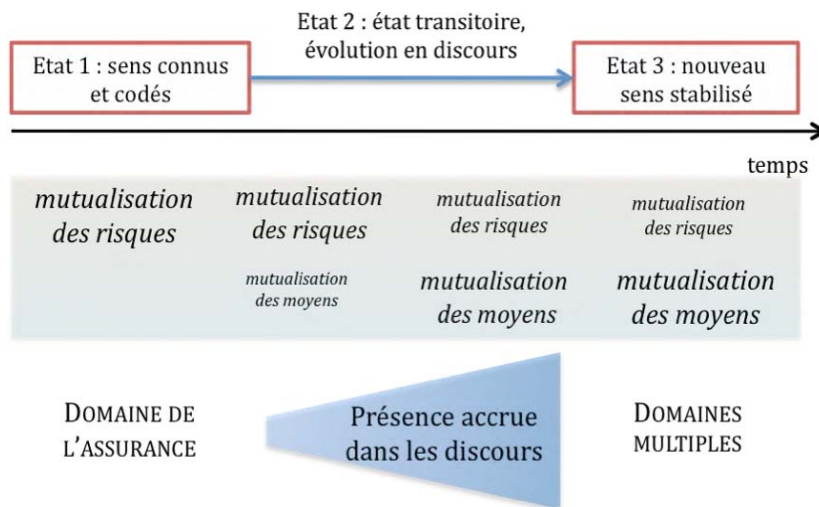 Etat 2 : état transitoire,
évolution en discours
Etat 1 : sens connus
et codés
Etat 3 : nouveau
sens stabilisé
temps
mutualisation
des risques
mutualisation
des risques
mutualisation
des risques
mutualisation
des risques
mutualisation
des moyens
mutualisation
des moyens
mutualisation
des moyens
DOMAINE DE
L'ASSURANCE
Présence accrue
dans les discours
DOMAINES
MULTIPLES